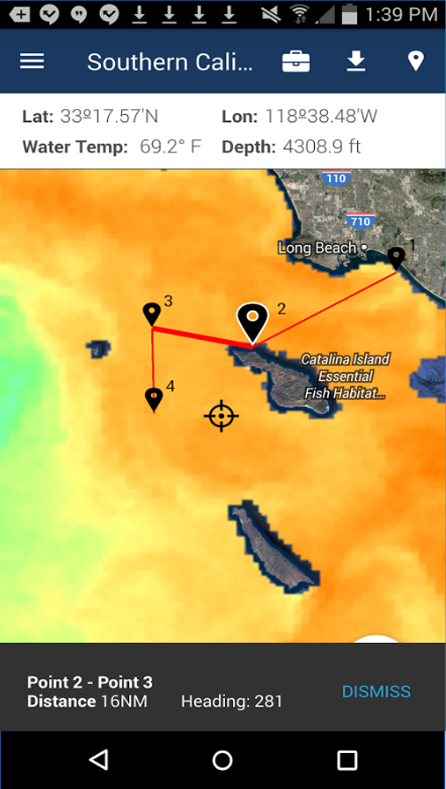 1:39 PM
Southern Cali...
Lat: 33º17.57'N Lon: 118º38.48'W
Water Temp: 69.2° F Depth: 4308.9 ft
110
710
Long Beach
1
3
2
Catalina Island
Essential
Fish Habitat...
4
Point 2 - Point 3
Distance 16NM Heading: 281
DISMISS